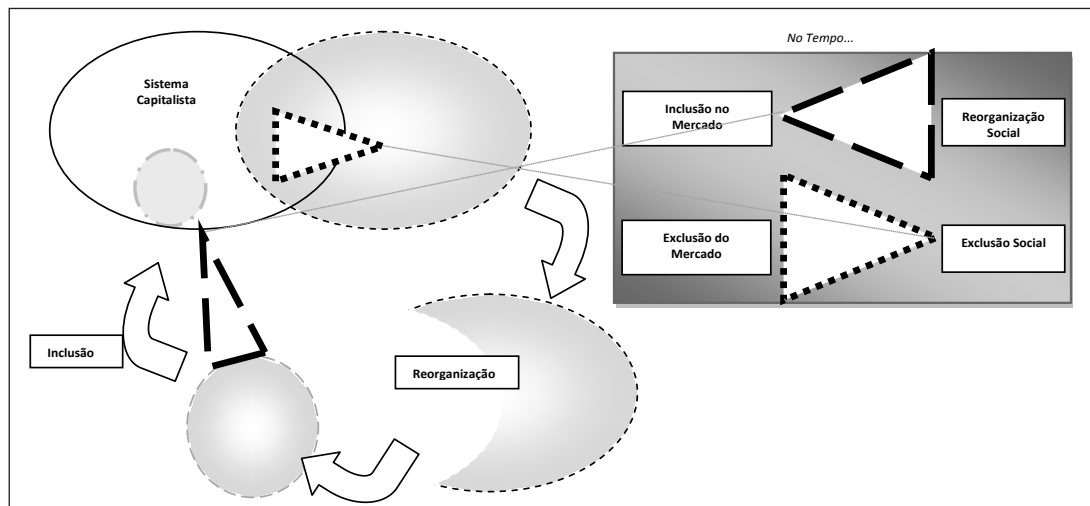 No Tempo...
Sistema
Capitalista
Inclusão no
Mercado
Reorganização
Social
Exclusão do
Mercado
Exclusão Social
Inclusão
Reorganização